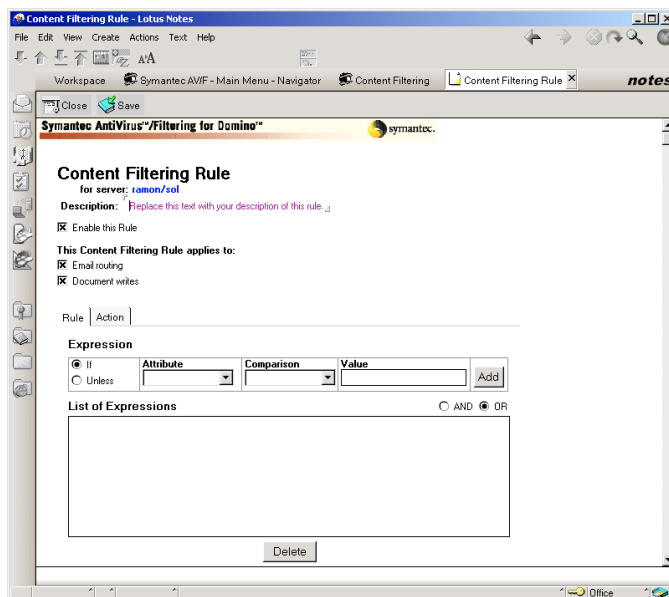 Content Filtering Rule - Lotus Notes
File Edit View Create Actions Text Help
Workspace Symantec AV/F - Main Menu - Navigator Content Filtering Content Filtering Rule notes
Close Save
Symantec AntiVirus™/Filtering for Domino™ symantec.
Content Filtering Rule
for server: ramon/sol
Description: Replace this text with your description of this rule.
Enable this Rule
This Content Filtering Rule applies to:
Email routing
Document writes
Rule Action
Expression
If Attribute Comparison Value
Unless Add
List of Expressions AND OR
Delete
Office